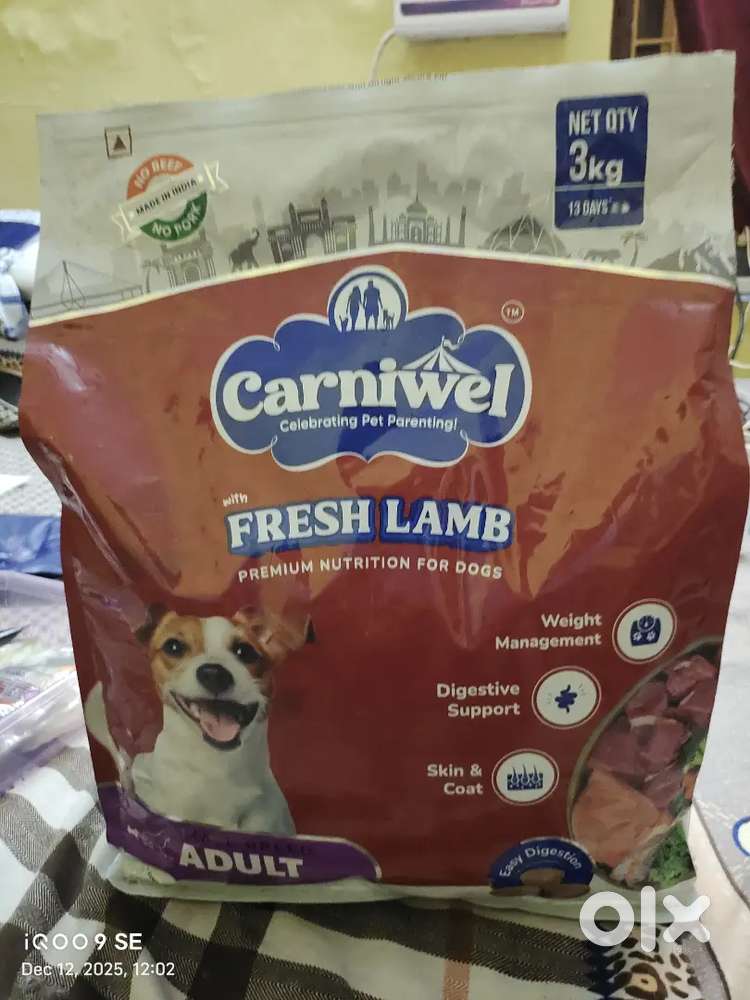 NO BEEF
MADE IN INDIA
NO PORK
NET QTY
3kg
13 DAYS
Carniwel
TM
Celebrating Pet Parenting!
with
FRESH LAMB
PREMIUM NUTRITION FOR DOGS
Weight
Management
Digestive
Support
Skin &
Coat
ADULT
Easy Digestion
olx
iQOO 9 SE
Dec 12, 2025, 12:02